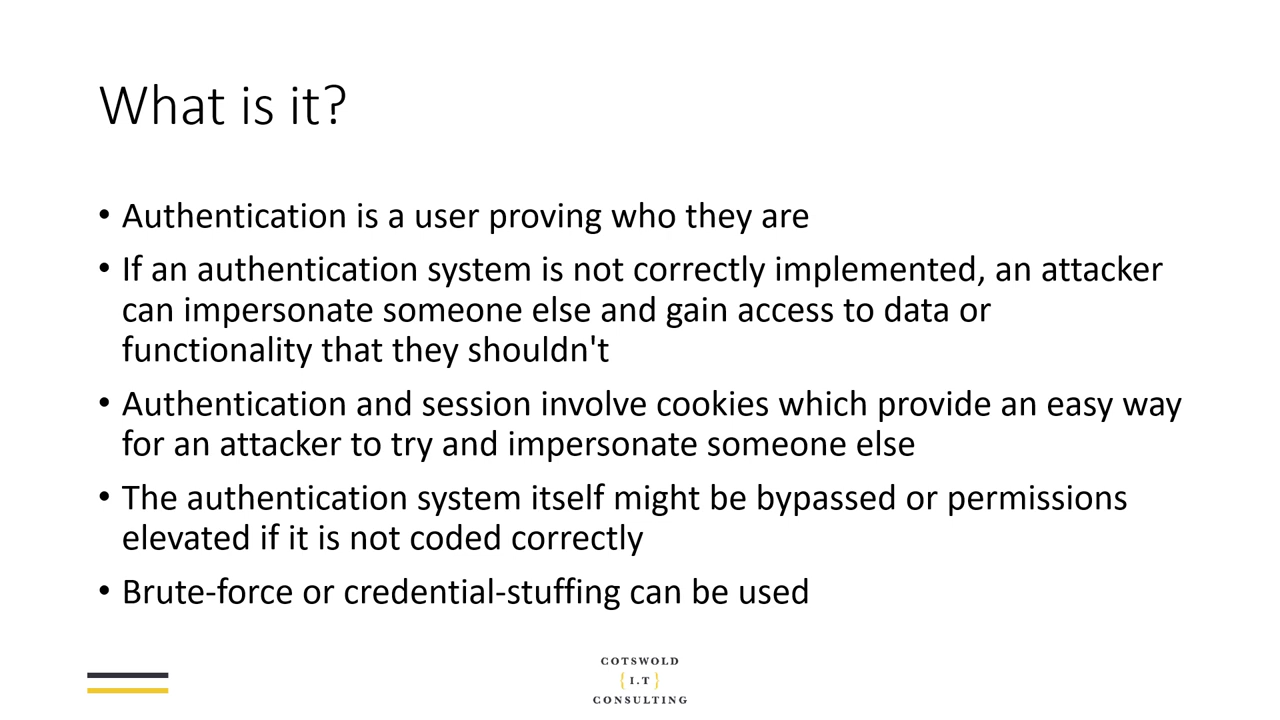 What is it?
• Authentication is a user proving who they are
• If an authentication system is not correctly implemented, an attacker
can impersonate someone else and gain access to data or
functionality that they shouldn't
• Authentication and session involve cookies which provide an easy way
for an attacker to try and impersonate someone else
• The authentication system itself might be bypassed or permissions
elevated if it is not coded correctly
• Brute-force or credential-stuffing can be used
COTSWOLD
{ I.T }
CONSULTING